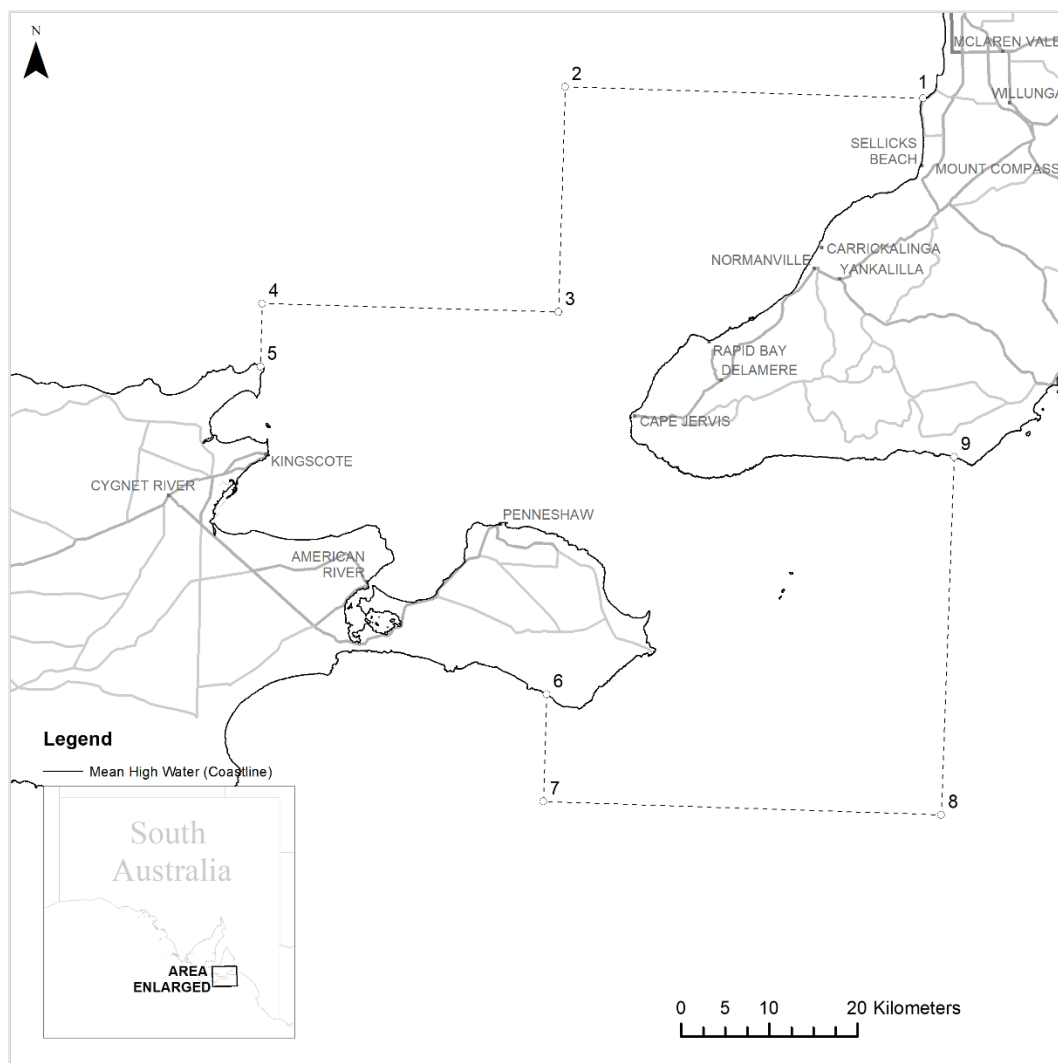 N
MCLAREN VALE
2
1
WILLUNGA
SELLICKS
BEACH
MOUNT COMPASS
CARRICKALINGA
NORMANVILLE
YANKALILLA
4
3
5
RAPID BAY
DELAMERE
CAPE JERVIS
9
KINGSCOTE
CYGNET RIVER
PENNESHAW
AMERICAN
RIVER
6
Legend
Mean High Water (Coastline)
7
8
South
Australia
AREA
ENLARGED
0 5 10 20 Kilometers